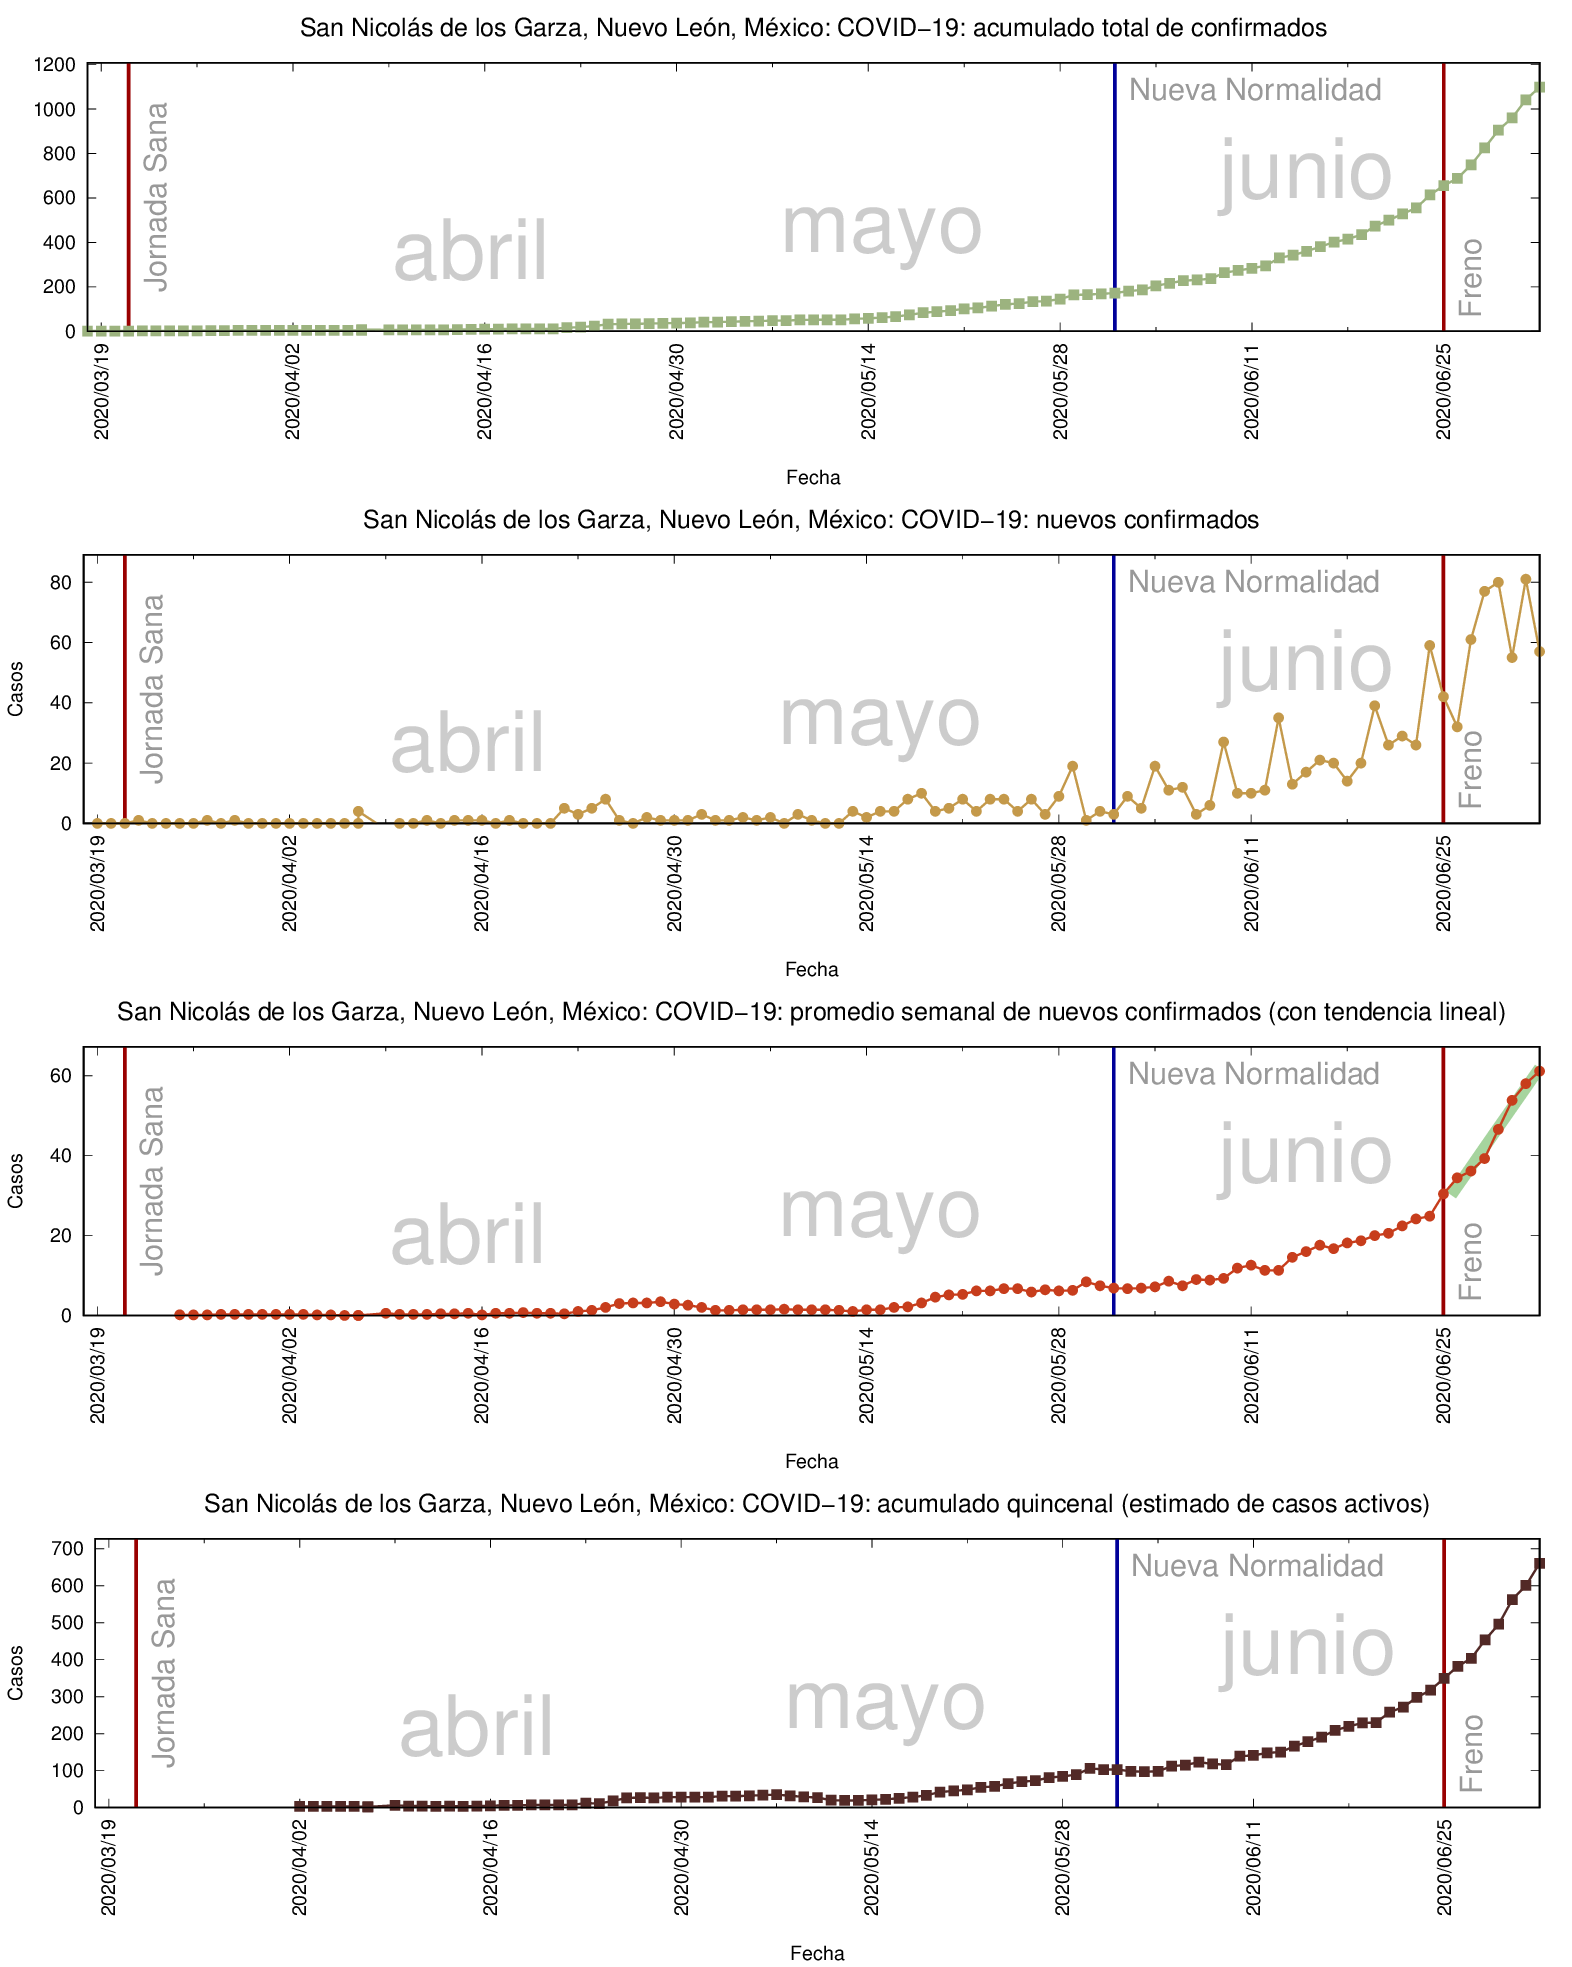 San Nicolás de los Garza, Nuevo León, México: COVID−19: acumulado total de confirmados
1200
1000
800
600
400
200
0
Jornada Sana
abril
mayo
Nueva Normalidad
junio
Freno
2020/03/19
2020/04/02
2020/04/16
2020/04/30
2020/05/14
2020/05/28
2020/06/11
2020/06/25
Fecha
San Nicolás de los Garza, Nuevo León, México: COVID−19: nuevos confirmados
Casos
80
60
40
20
0
Jornada Sana
abril
mayo
Nueva Normalidad
junio
Freno
2020/03/19
2020/04/02
2020/04/16
2020/04/30
2020/05/14
2020/05/28
2020/06/11
2020/06/25
Fecha
San Nicolás de los Garza, Nuevo León, México: COVID−19: promedio semanal de nuevos confirmados (con tendencia lineal)
Casos
60
40
20
0
Jornada Sana
abril
mayo
Nueva Normalidad
junio
Freno
2020/03/19
2020/04/02
2020/04/16
2020/04/30
2020/05/14
2020/05/28
2020/06/11
2020/06/25
Fecha
San Nicolás de los Garza, Nuevo León, México: COVID−19: acumulado quincenal (estimado de casos activos)
Casos
700
600
500
400
300
200
100
0
Jornada Sana
abril
mayo
Nueva Normalidad
junio
Freno
2020/03/19
2020/04/02
2020/04/16
2020/04/30
2020/05/14
2020/05/28
2020/06/11
2020/06/25
Fecha